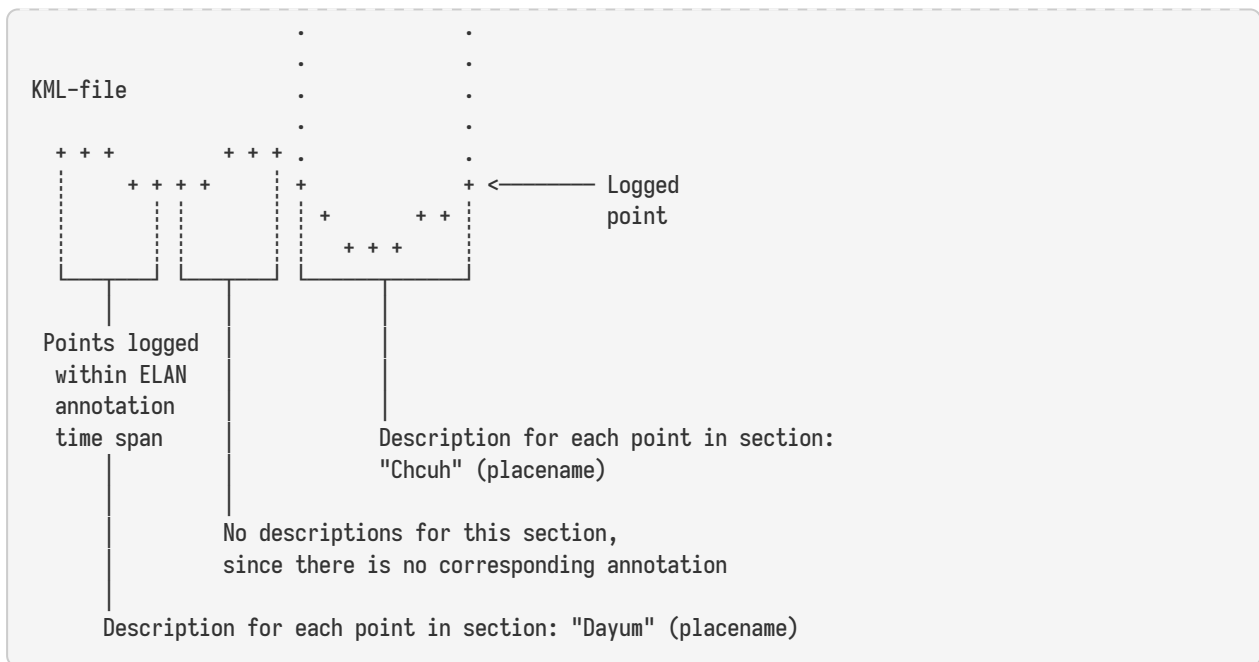 KML-file
Logged
point
Points logged
within ELAN
annotation
time span
Description for each point in section:
"Chcuh" (placename)
No descriptions for this section,
since there is no corresponding annotation
Description for each point in section: "Dayum" (placename)